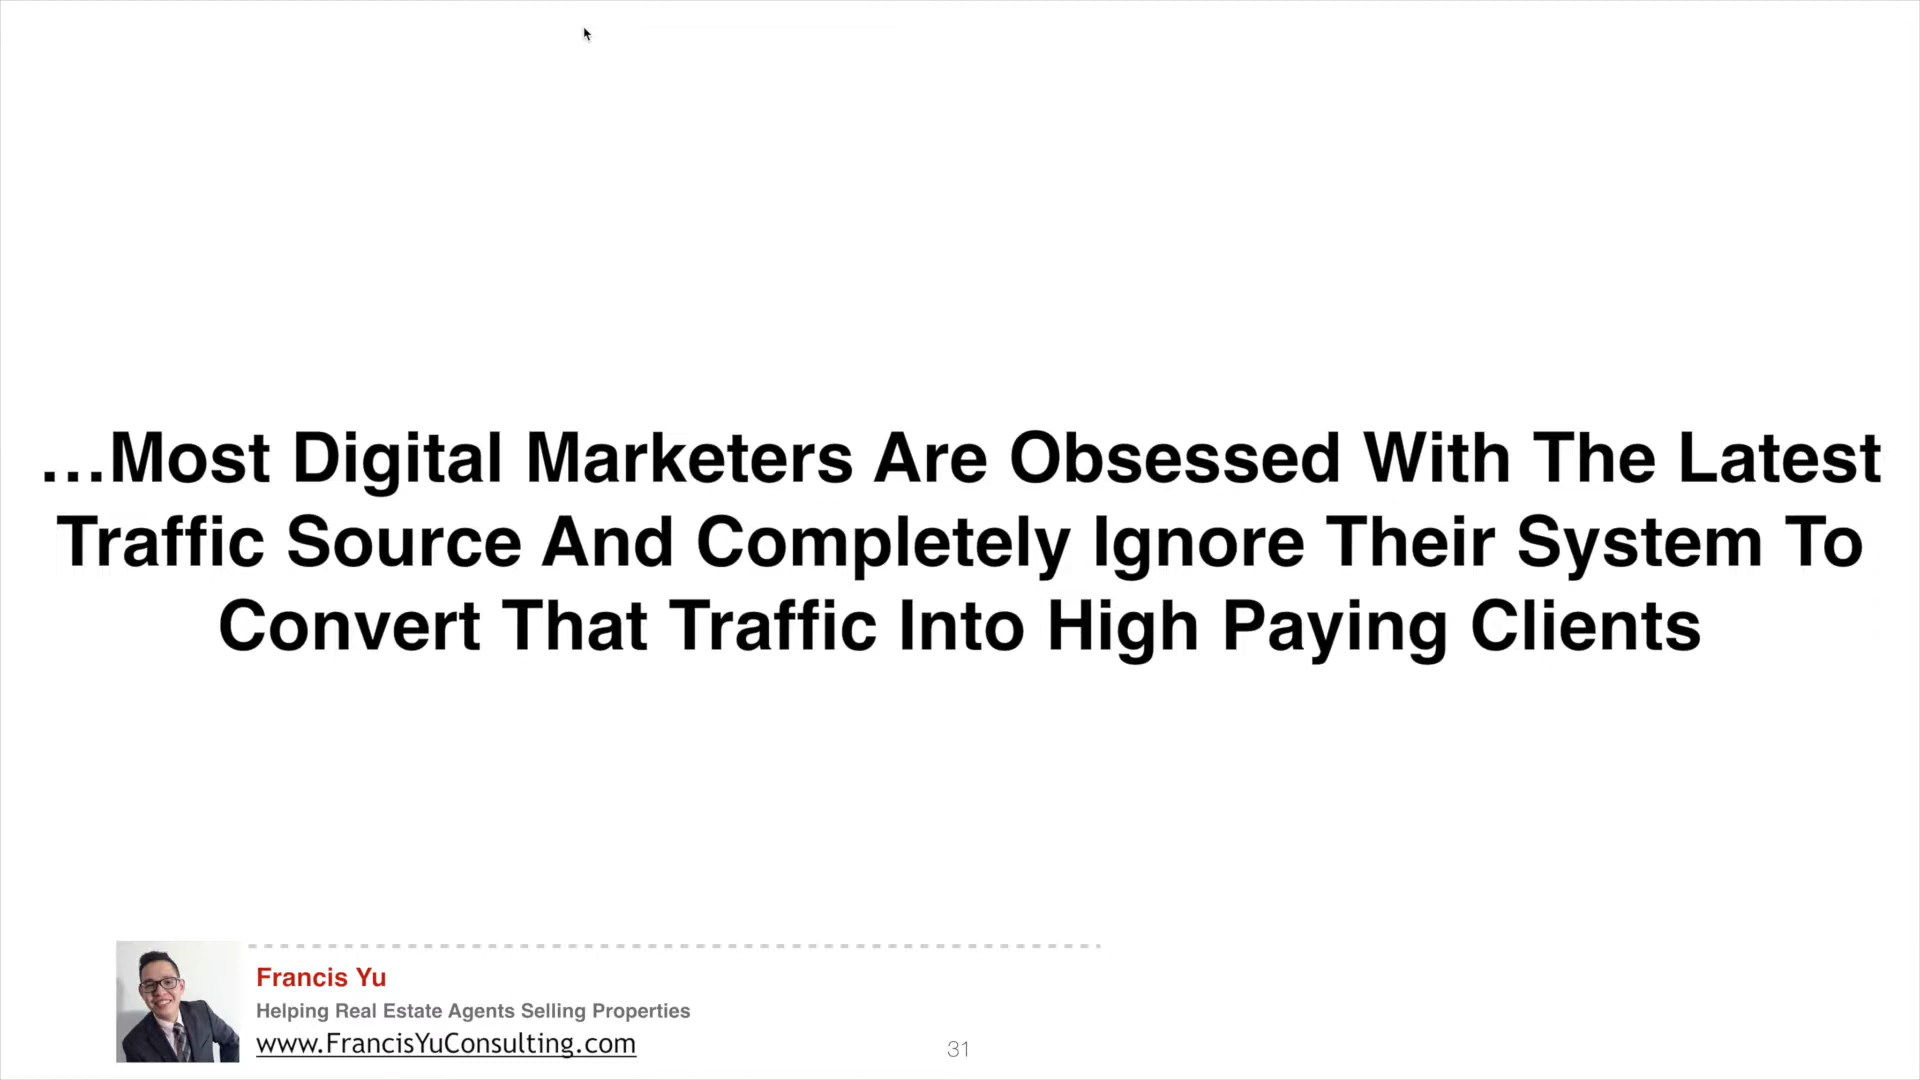 …Most Digital Marketers Are Obsessed With The Latest
Traffic Source And Completely Ignore Their System To
Convert That Traffic Into High Paying Clients
Francis Yu
Helping Real Estate Agents Selling Properties
www.FrancisYuConsulting.com
31